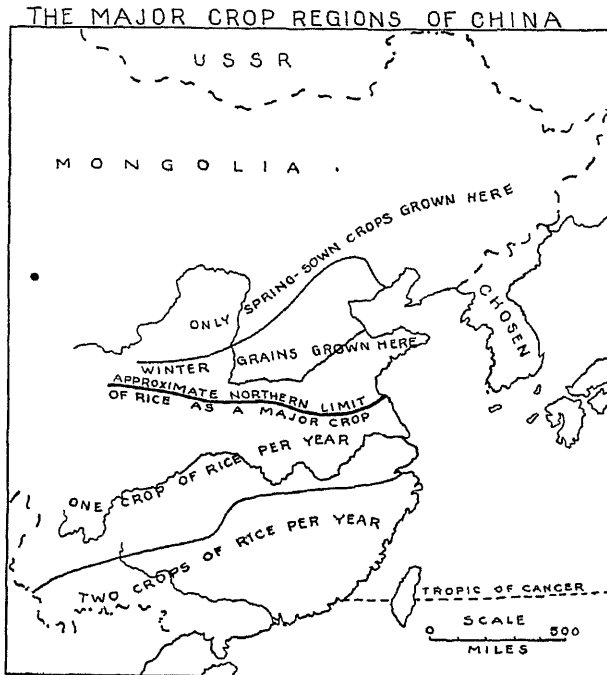 THE MAJOR CROP REGIONS OF CHINA
USSR
MONGOLIA
ONLY SPRING-SOWN CROPS GROWN HERE
CHOSEN
WINTER GRAINS GROWN HERE
APPROXIMATE NORTHERN LIMIT
OF RICE AS A MAJOR CROP
ONE CROP OF RICE PER YEAR
TWO CROPS OF RICE PER YEAR
TROPIC OF CANCER
SCALE
0 500
MILES